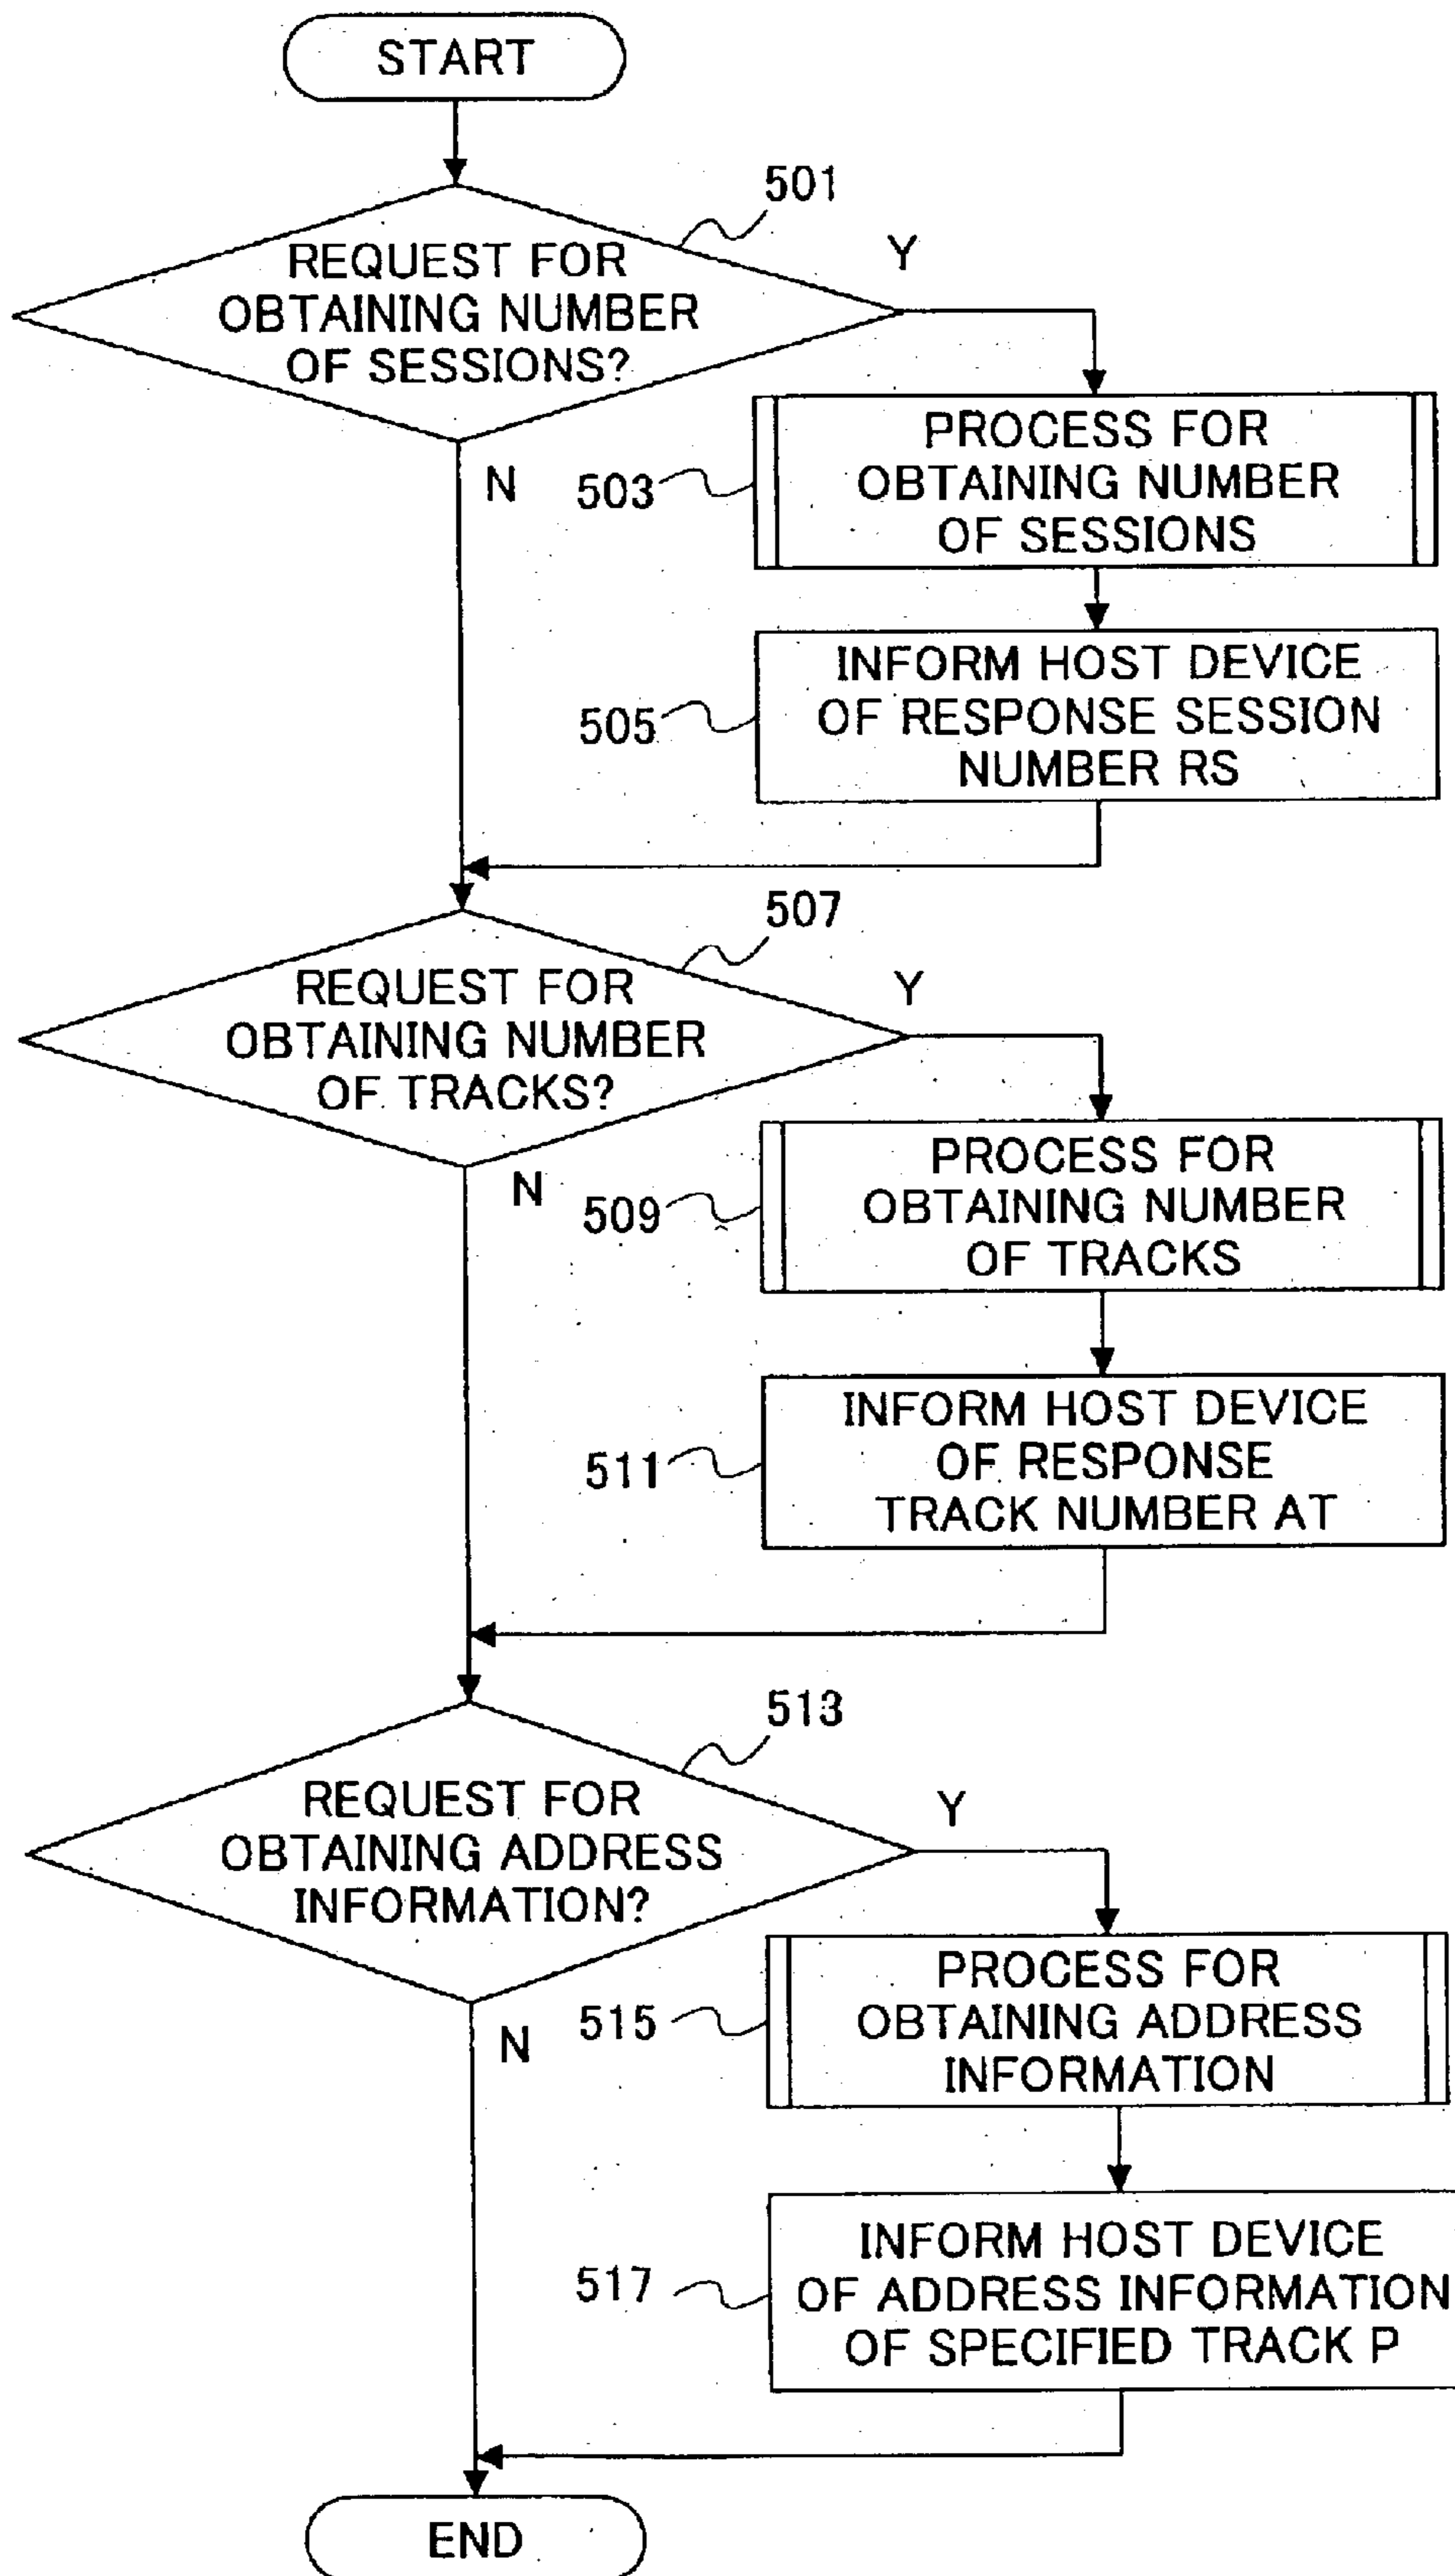 START
501
REQUEST FOR
OBTAINING NUMBER
OF SESSIONS?
Y
N
503
PROCESS FOR
OBTAINING NUMBER
OF SESSIONS
505
INFORM HOST DEVICE
OF RESPONSE SESSION
NUMBER RS
507
REQUEST FOR
OBTAINING NUMBER
OF TRACKS?
Y
N
509
PROCESS FOR
OBTAINING NUMBER
OF TRACKS
511
INFORM HOST DEVICE
OF RESPONSE
TRACK NUMBER AT
513
REQUEST FOR
OBTAINING ADDRESS
INFORMATION?
Y
N
515
PROCESS FOR
OBTAINING ADDRESS
INFORMATION
517
INFORM HOST DEVICE
OF ADDRESS INFORMATION
OF SPECIFIED TRACK P
END